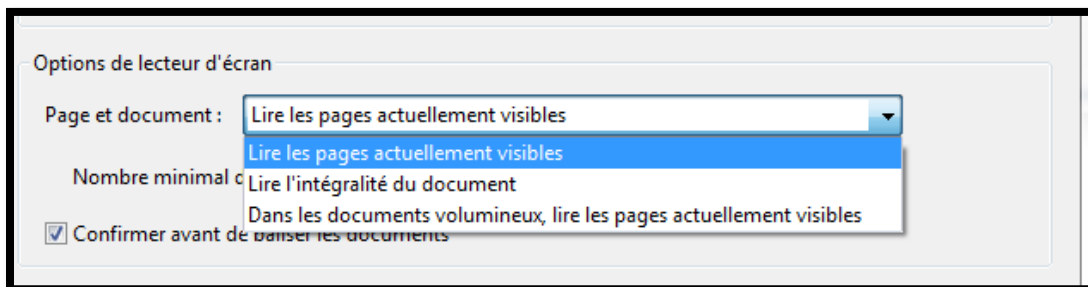 Options de lecteur d'écran
Page et document : Lire les pages actuellement visibles
Lire les pages actuellement visibles
Nombre minimal
Lire l'intégralité du document
Dans les documents volumineux, lire les pages actuellement visibles
Confirmer avant de baliser les documents